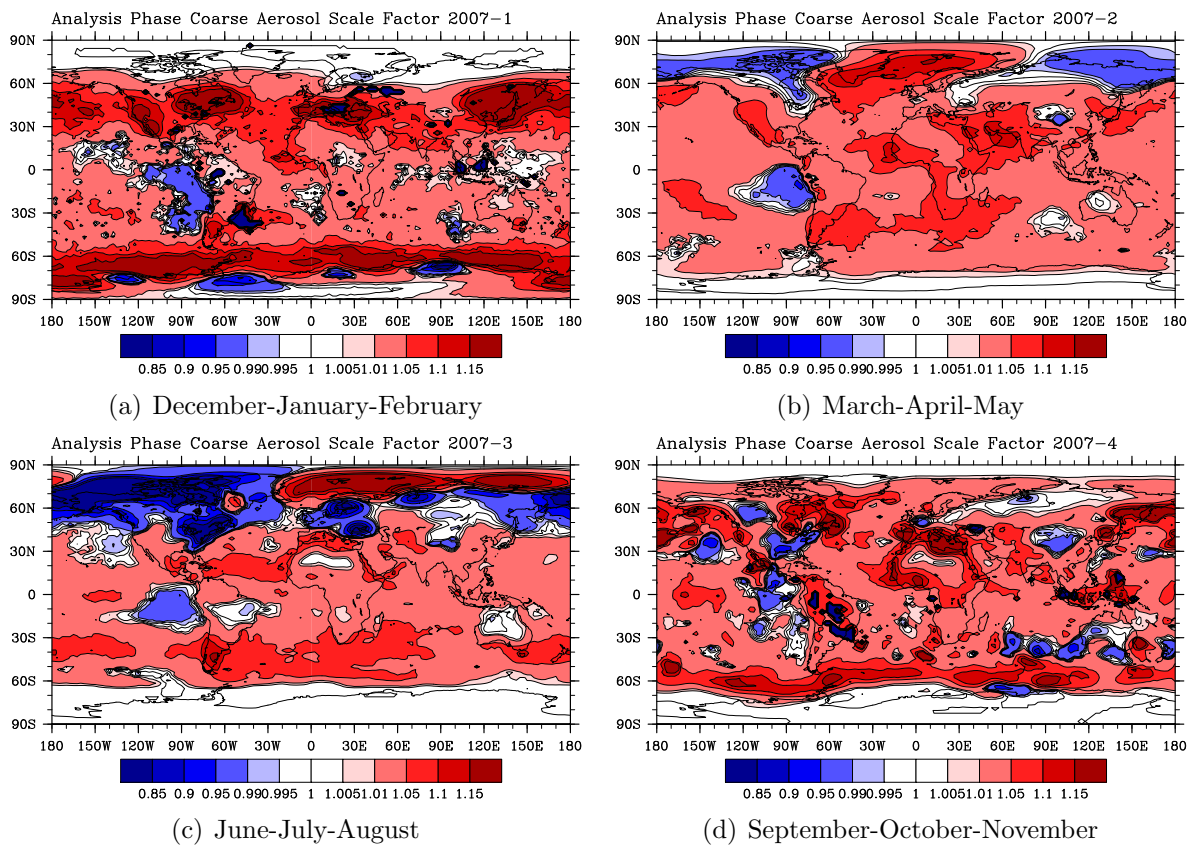 Analysis Phase Coarse Aerosol Scale Factor 2007-1
90N
60N
30N
0
30S
60S
90S
180 150W 120W 90W 60W 30W 0 30E 60E 90E 120E 150E 180
0.85 0.9 0.95 0.990 0.995 1 1.005 1.01 1.05 1.1 1.15
(a) December-January-February
Analysis Phase Coarse Aerosol Scale Factor 2007-2
90N
60N
30N
0
30S
60S
90S
180 150W 120W 90W 60W 30W 0 30E 60E 90E 120E 150E 180
0.85 0.9 0.95 0.990 0.995 1 1.005 1.01 1.05 1.1 1.15
(b) March-April-May
Analysis Phase Coarse Aerosol Scale Factor 2007-3
90N
60N
30N
0
30S
60S
90S
180 150W 120W 90W 60W 30W 0 30E 60E 90E 120E 150E 180
0.85 0.9 0.95 0.990 0.995 1 1.005 1.01 1.05 1.1 1.15
(c) June-July-August
Analysis Phase Coarse Aerosol Scale Factor 2007-4
90N
60N
30N
0
30S
60S
90S
180 150W 120W 90W 60W 30W 0 30E 60E 90E 120E 150E 180
0.85 0.9 0.95 0.990 0.995 1 1.005 1.01 1.05 1.1 1.15
(d) September-October-November